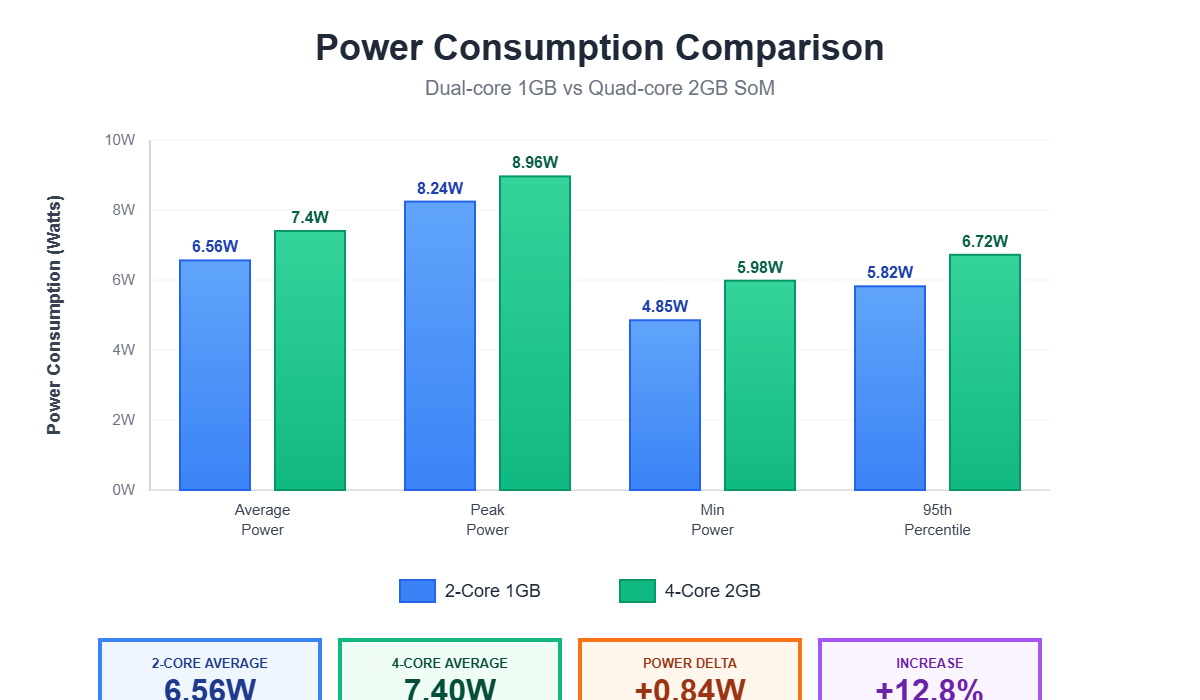 Power Consumption Comparison
Dual-core 1GB vs Quad-core 2GB SoM
Power Consumption (Watts)
10W
8W
6W
4W
2W
0W
6.56W
7.4W
8.24W
8.96W
4.85W
5.98W
5.82W
6.72W
Average
Power
Peak
Power
Min
Power
95th
Percentile
2-Core 1GB
4-Core 2GB
2-CORE AVERAGE
6.56W
4-CORE AVERAGE
7.40W
POWER DELTA
+0.84W
INCREASE
+12.8%